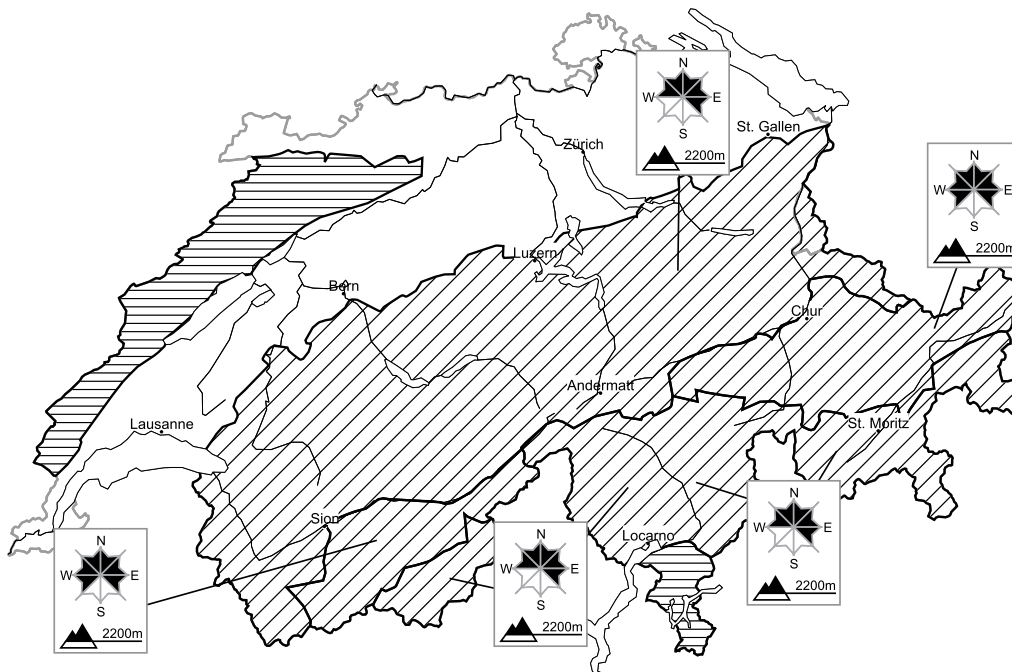 N
W E
S
2200m
St. Gallen
Zürich
N
W E
S
2200m
Luzern
Bern
Chur
Andermatt
Lausanne
St. Moritz
N
W E
S
2200m
Sion
Locarno
N
W E
S
2200m
N
W E
S
2200m